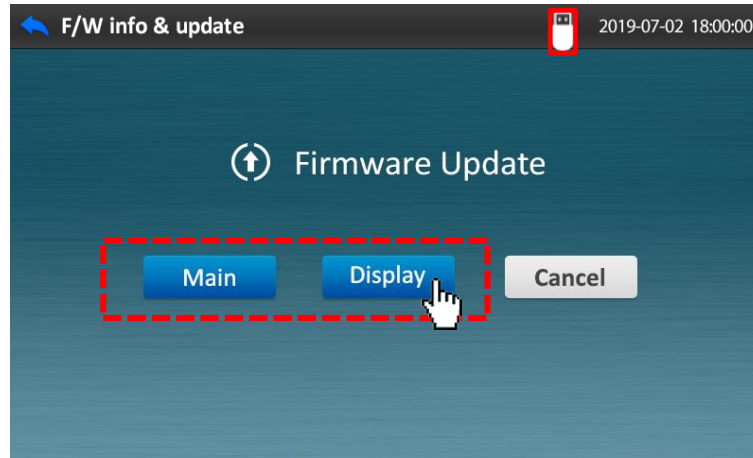 F/W info & update
2019-07-02 18:00:00
Firmware Update
Main
Display
Cancel